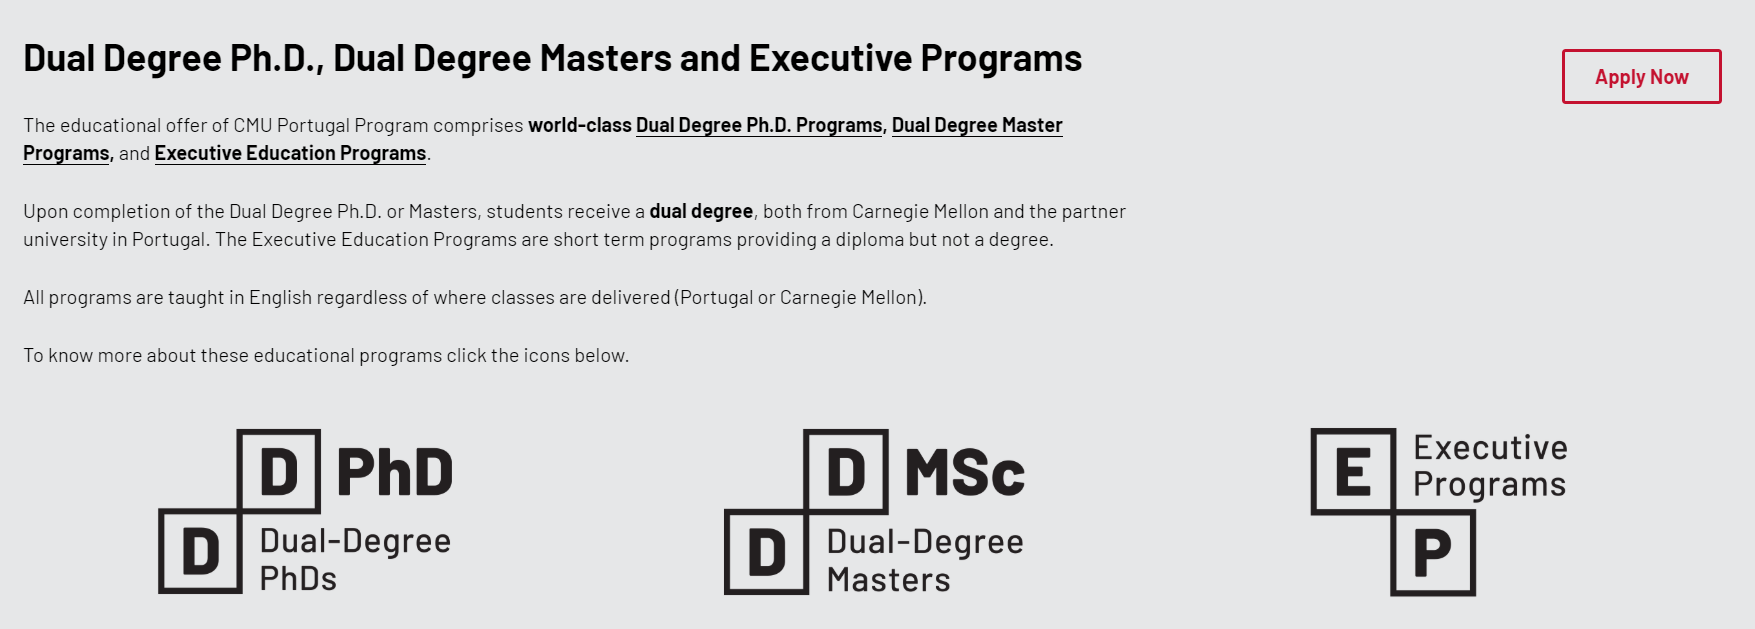 Dual Degree Ph.D., Dual Degree Masters and Executive Programs
Apply Now
The educational offer of CMU Portugal Program comprises world-class Dual Degree Ph.D. Programs, Dual Degree Master
Programs, and Executive Education Programs.
Upon completion of the Dual Degree Ph.D. or Masters, students receive a dual degree, both from Carnegie Mellon and the partner
university in Portugal. The Executive Education Programs are short term programs providing a diploma but not a degree.
All programs are taught in English regardless of where classes are delivered (Portugal or Carnegie Mellon).
To know more about these educational programs click the icons below.
D PhD
D Dual-Degree
PhDs
D MSc
D Dual-Degree
Masters
E Executive
Programs
P